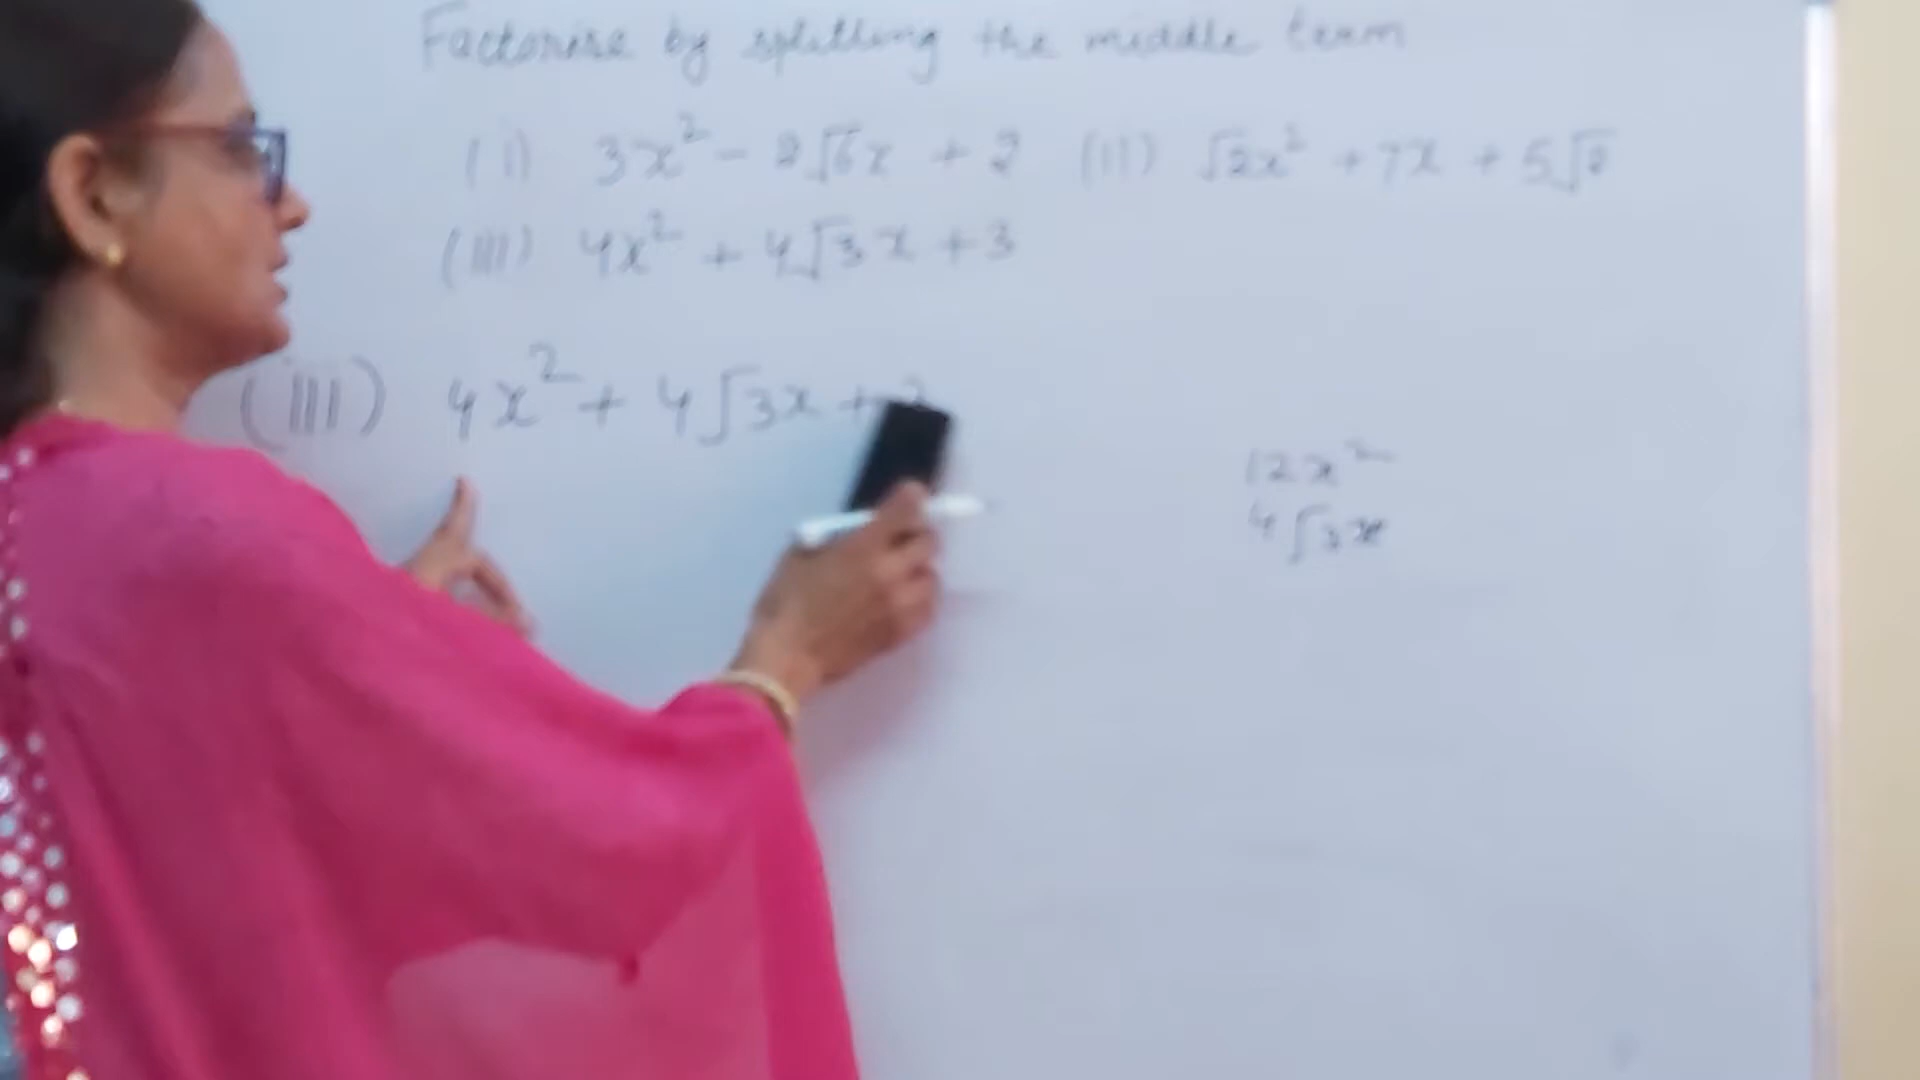 Factorise by splitting the middle term
(i) 3x² - 2√6x + 2 (ii) √2x² + 7x + 5√2
(iii) 4x² + 4√3x + 3
(iii) 4x² + 4√3x +
12x²
4√3x